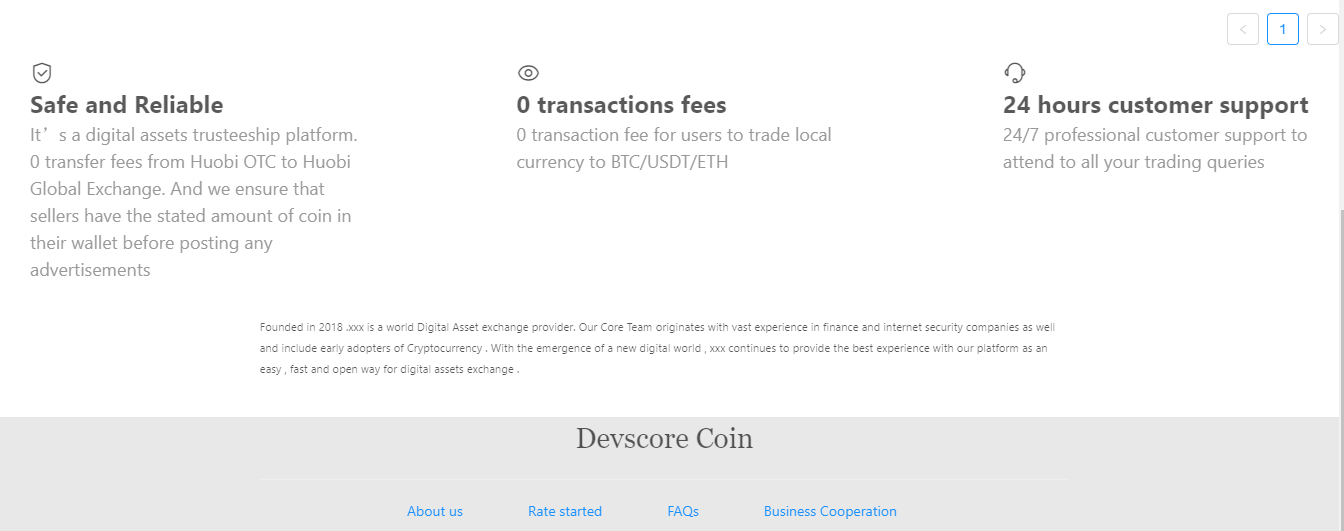 1
Safe and Reliable
It’s a digital assets trusteeship platform.
0 transfer fees from Huobi OTC to Huobi
Global Exchange. And we ensure that
sellers have the stated amount of coin in
their wallet before posting any
advertisements
0 transactions fees
0 transaction fee for users to trade local
currency to BTC/USDT/ETH
24 hours customer support
24/7 professional customer support to
attend to all your trading queries
Founded in 2018 .xxx is a world Digital Asset exchange provider. Our Core Team originates with vast experience in finance and internet security companies as well
and include early adopters of Cryptocurrency . With the emergence of a new digital world , xxx continues to provide the best experience with our platform as an
easy , fast and open way for digital assets exchange .
Devscore Coin
About us Rate started FAQs Business Cooperation